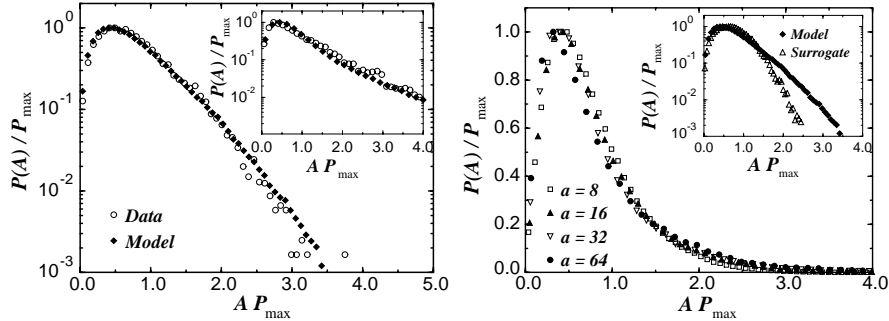 10^0
10^-1
10^-2
10^-3
P(A) / P_max
0.0 1.0 2.0 3.0 4.0 5.0
A P_max
○ Data
◆ Model
10^0
10^-1
10^-2
P(A) / P_max
0.0 1.0 2.0 3.0 4.0
A P_max
1.0
0.8
0.6
0.4
0.2
0.0
P(A) / P_max
0.0 1.0 2.0 3.0 4.0
A P_max
□ a = 8
▲ a = 16
▽ a = 32
● a = 64
10^0
10^-1
10^-2
10^-3
P(A) / P_max
0.0 1.0 2.0 3.0 4.0
A P_max
◆ Model
△ Surrogate